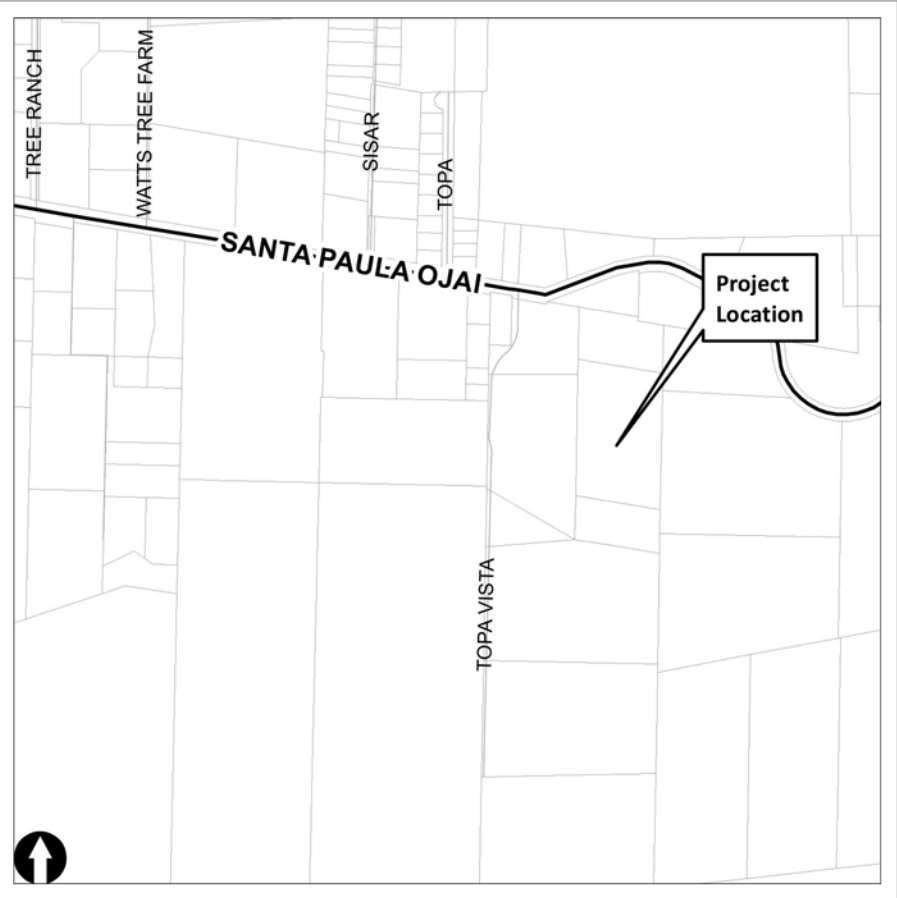 TREE RANCH
WATTS TREE FARM
SISAR
TOPA
SANTA PAULA OJAI
Project
Location
TOPA VISTA